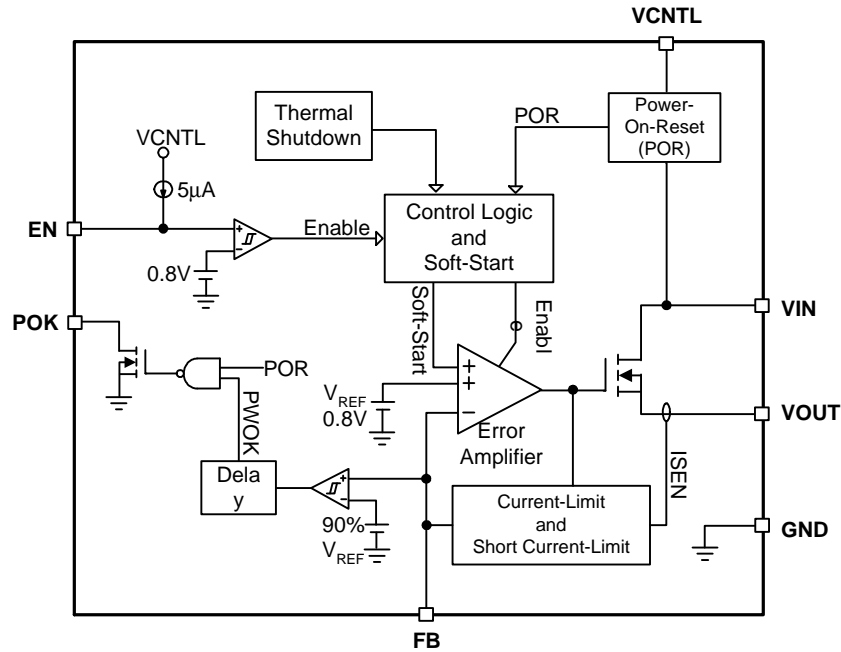 VCNTL
Thermal
Shutdown
POR
Power-
On-Reset
(POR)
VCNTL
5µA
EN
Enable
Control Logic
and
Soft-Start
0.8V
Soft-Start
Enabl
e
VIN
POK
POR
PWOK
VREF
0.8V
+
+
−
Error
Amplifier
VOUT
ISEN
Dela
y
+
−
90%
VREF
Current-Limit
and
Short Current-Limit
GND
FB